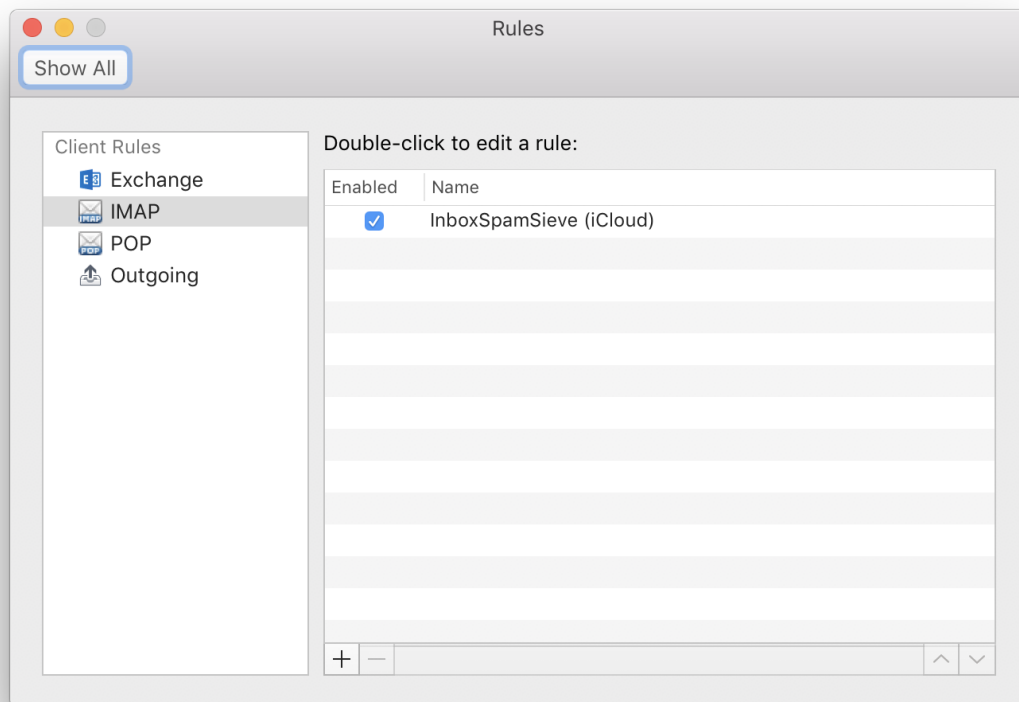 Rules
Show All
Client Rules
Exchange
IMAP
POP
Outgoing
Double-click to edit a rule:
Enabled Name
InboxSpamSieve (iCloud)